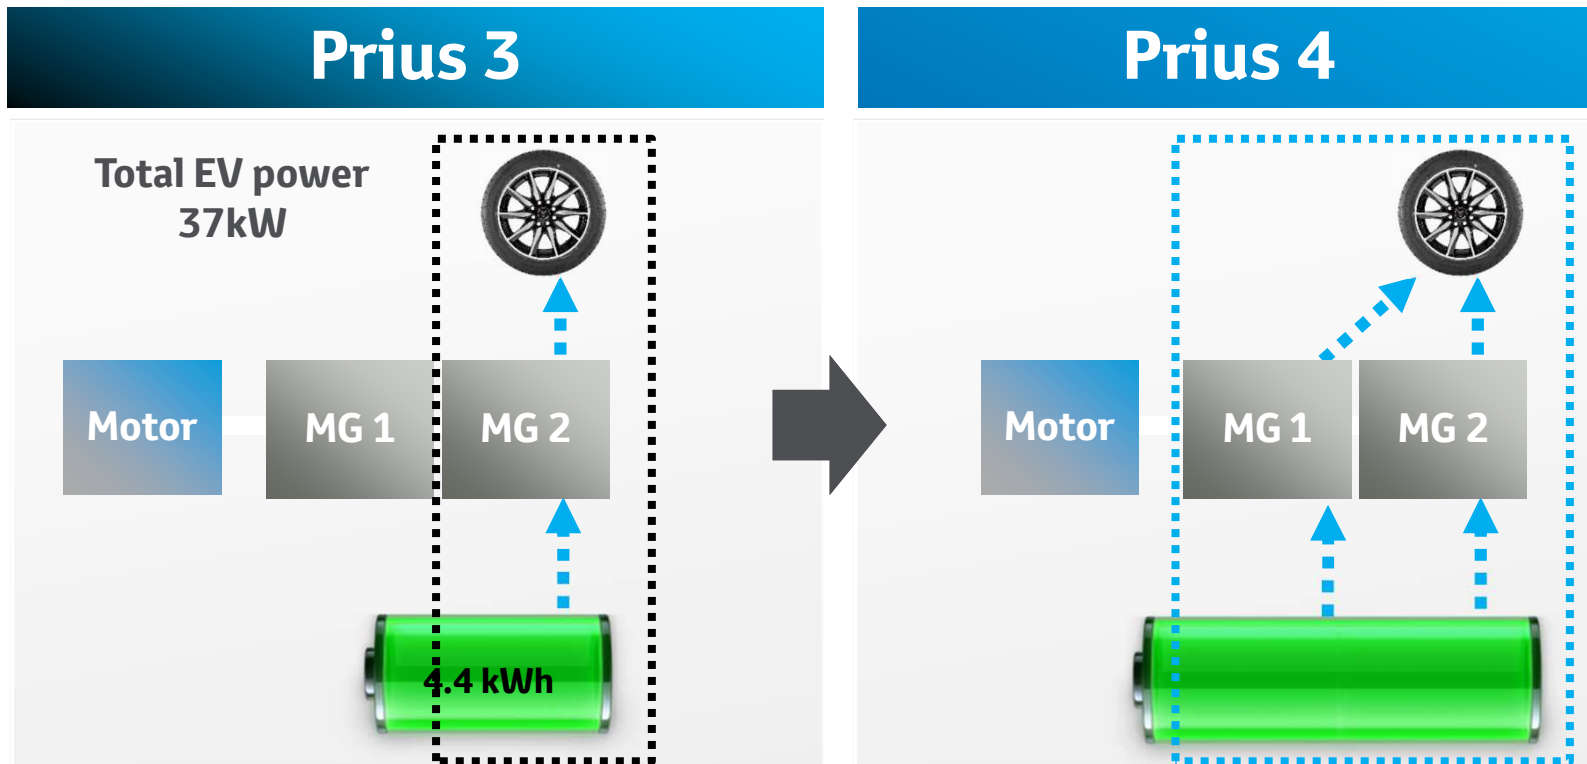 Prius 3
Prius 4
Total EV power
37kW
Motor
MG 1
MG 2
Motor
MG 1
MG 2
4.4 kWh